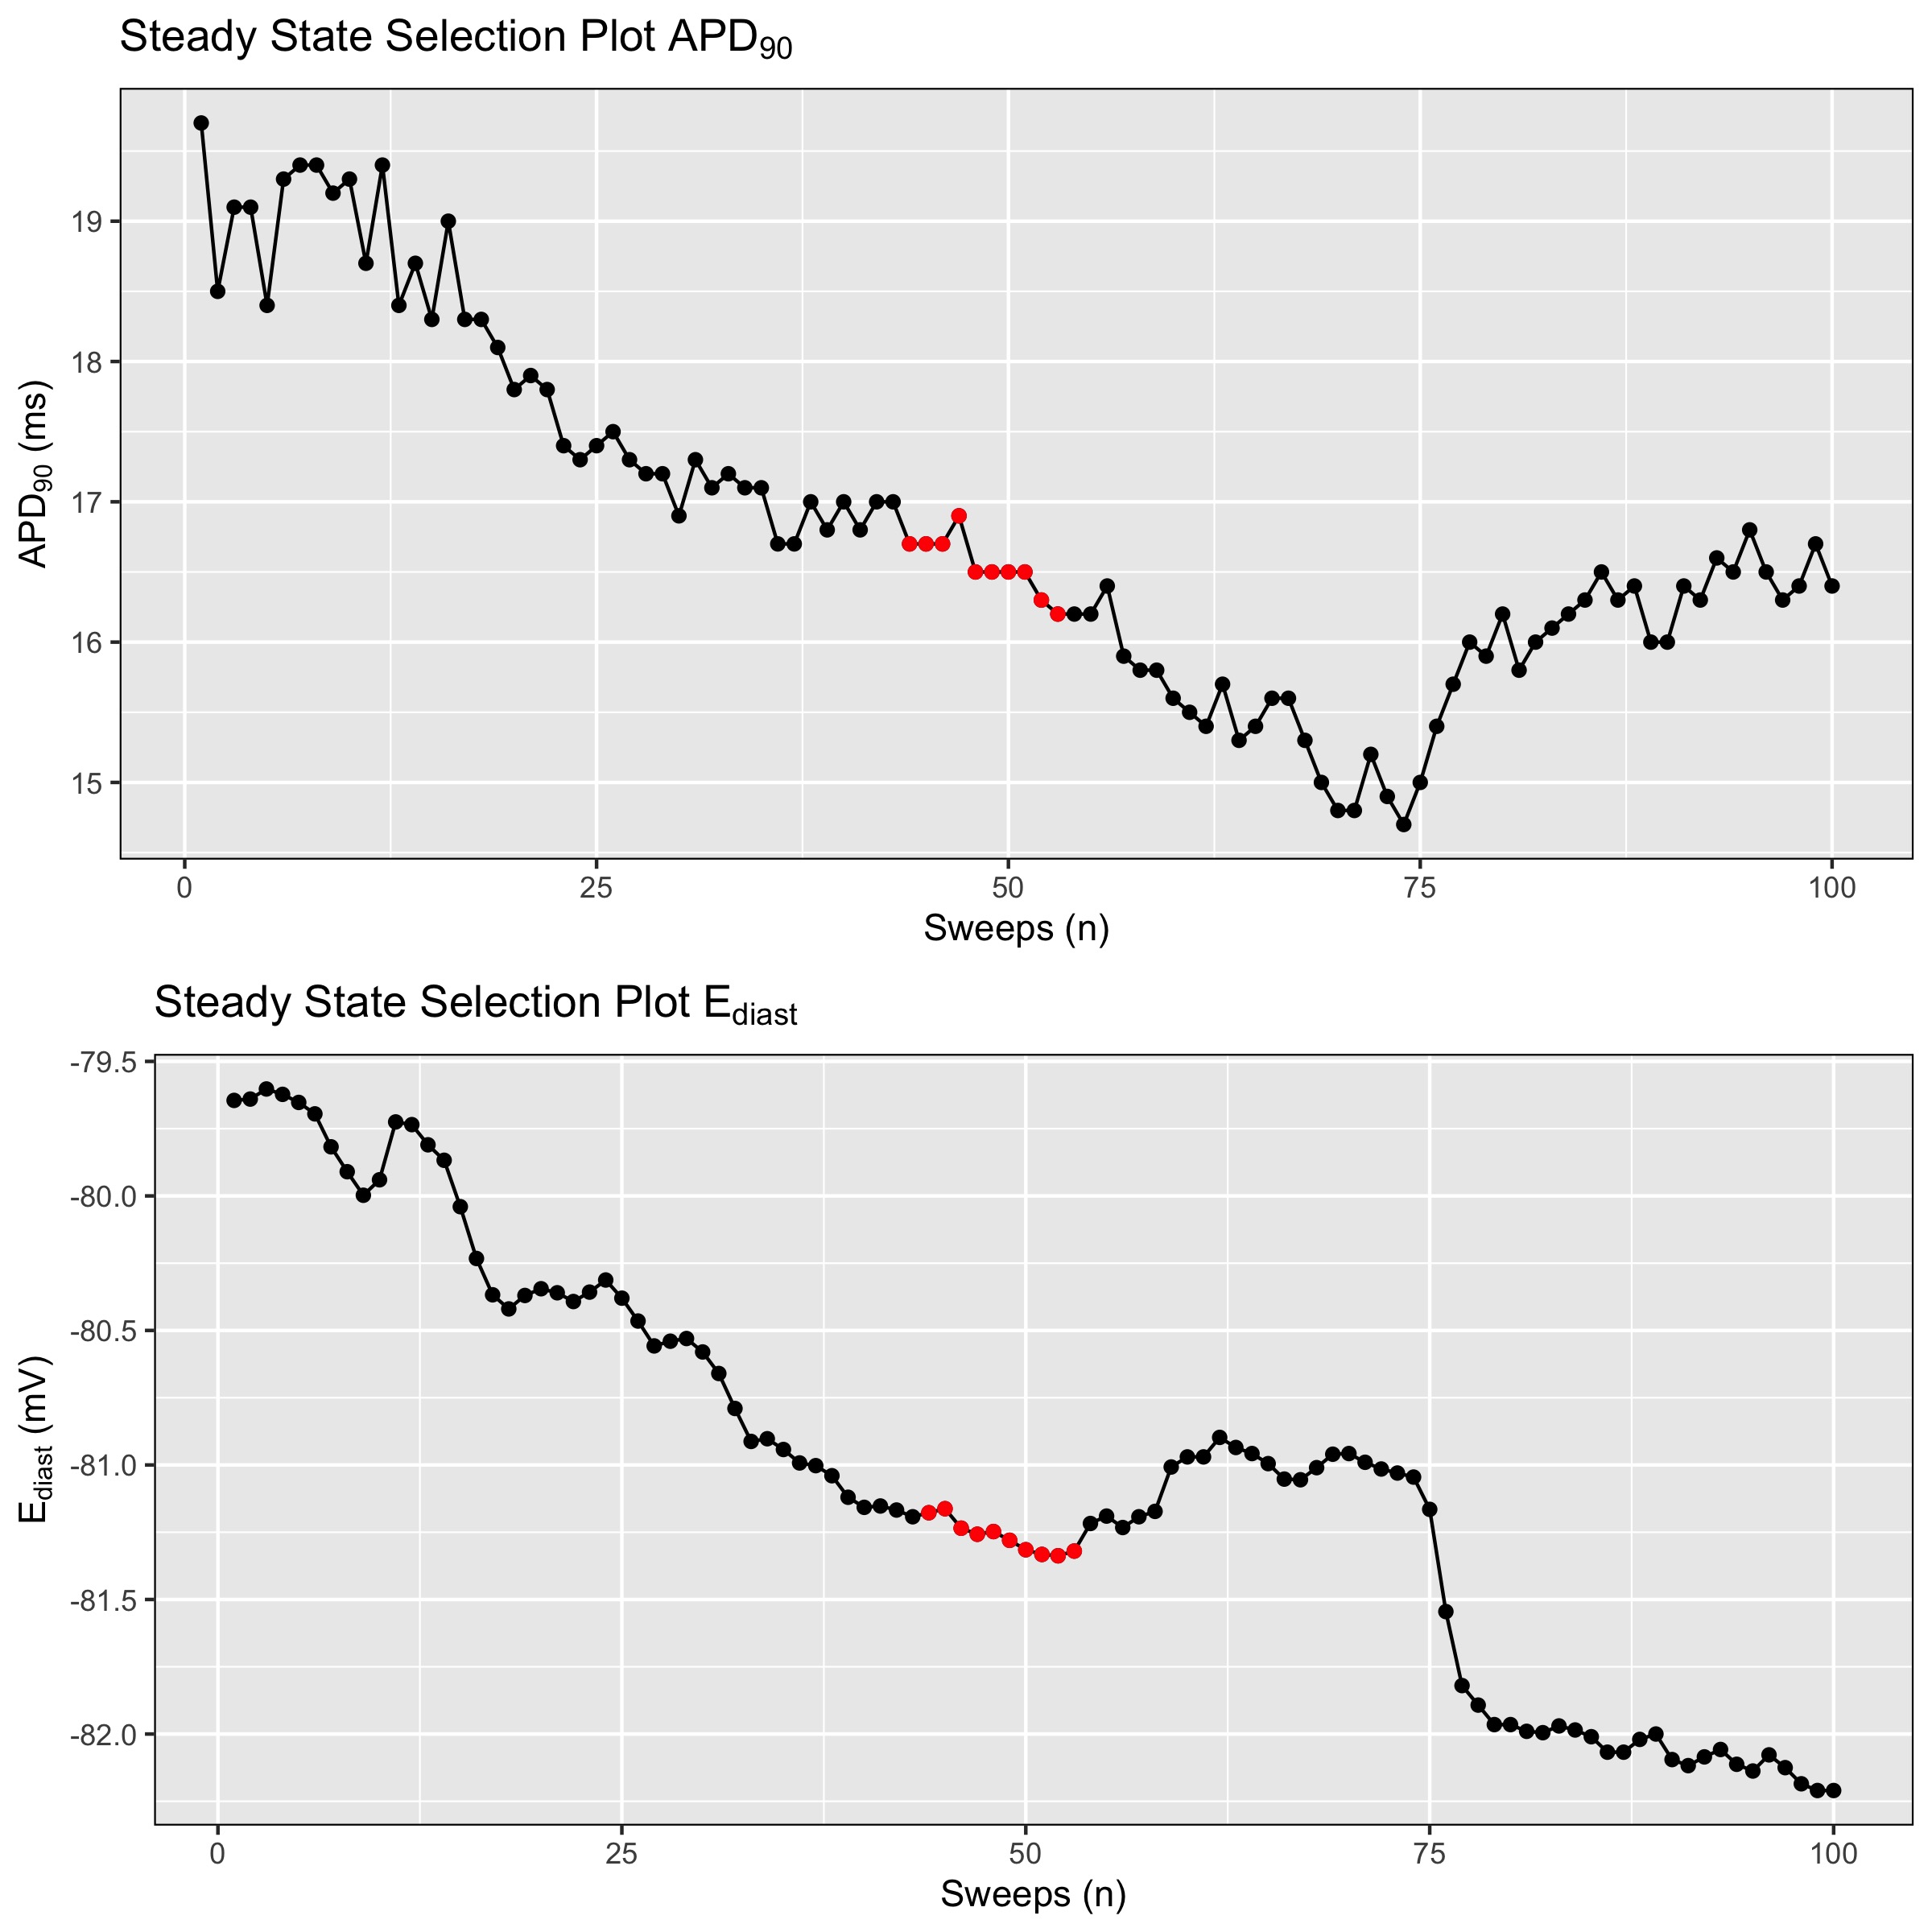 Steady State Selection Plot APD90
APD90 (ms)
19
18
17
16
15
0 25 50 75 100
Sweeps (n)
Steady State Selection Plot Ediast
Ediast (mV)
-79.5
-80.0
-80.5
-81.0
-81.5
-82.0
0 25 50 75 100
Sweeps (n)